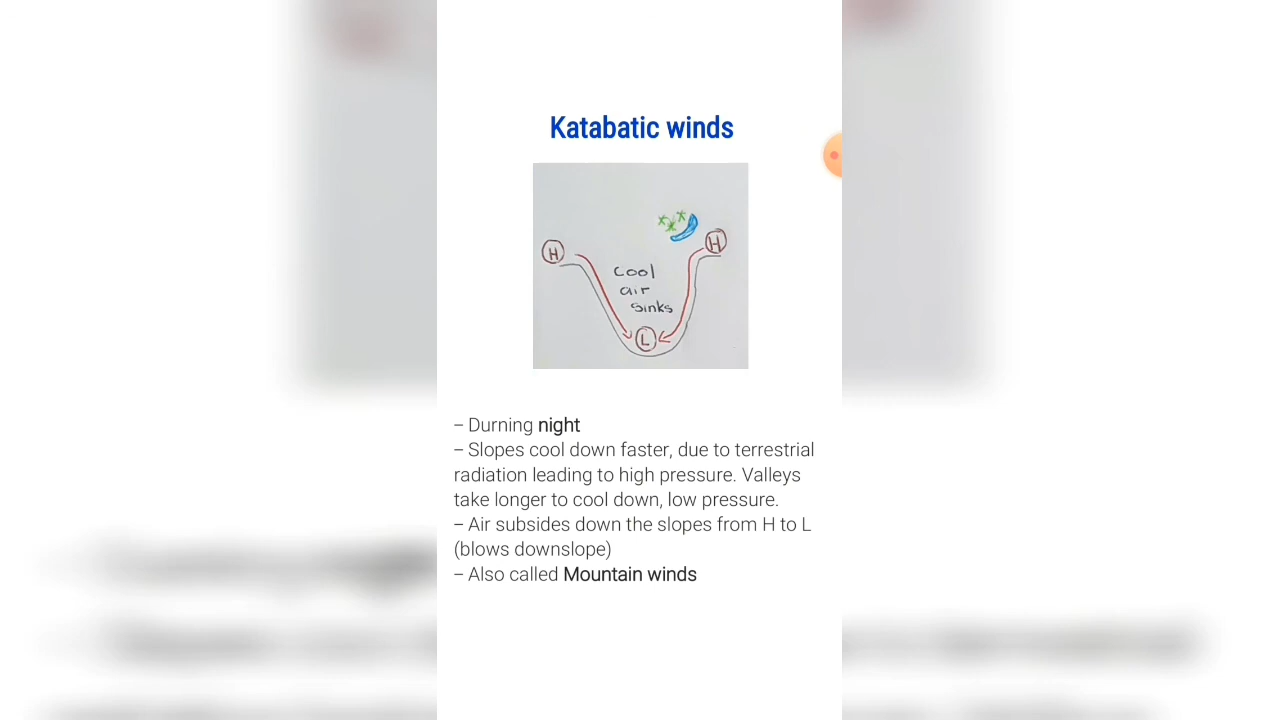 Katabatic winds
H
H
cool
air
sinks
L
– Durning night
– Slopes cool down faster, due to terrestrial
radiation leading to high pressure. Valleys
take longer to cool down, low pressure.
– Air subsides down the slopes from H to L
(blows downslope)
– Also called Mountain winds